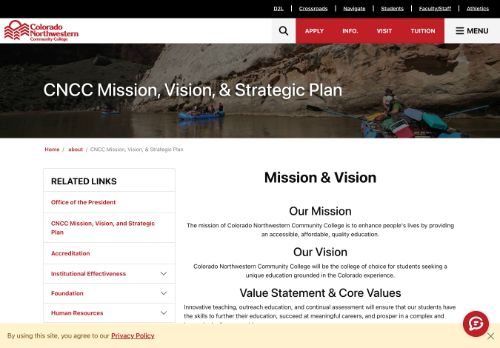 D2L
Crossroads
Navigate
Students
Faculty/Staff
Athletics
Colorado
Northwestern
Community College
APPLY
INFO.
VISIT
TUITION
MENU
CNCC Mission, Vision, & Strategic Plan
Home / about / CNCC Mission, Vision, & Strategic Plan
RELATED LINKS
Office of the President
CNCC Mission, Vision, and Strategic
Plan
Accreditation
Institutional Effectiveness
Foundation
Human Resources
Mission & Vision
Our Mission
The mission of Colorado Northwestern Community College is to enhance people's lives by providing
an accessible, affordable, quality education.
Our Vision
Colorado Northwestern Community College will be the college of choice for students seeking a
unique education grounded in the Colorado experience.
Value Statement & Core Values
Innovative teaching, outreach education, and continual assessment will ensure that our students have
the skills to further their education, succeed at meaningful careers, and prosper in a complex and
By using this site, you agree to our Privacy Policy